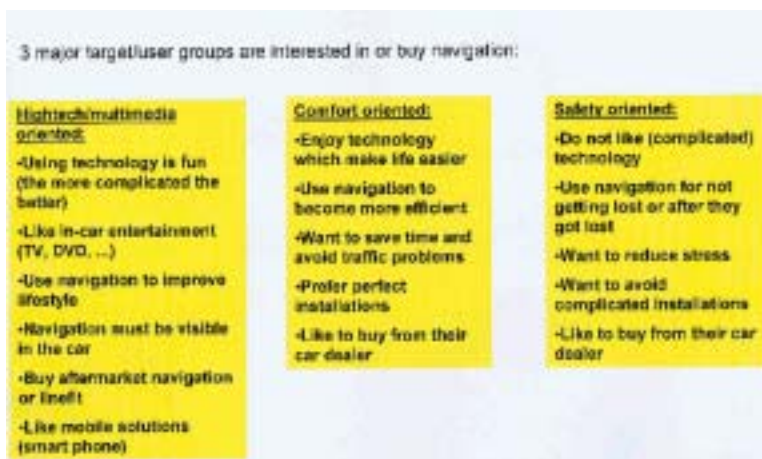 3 major target/user groups are interested in or buy navigation:
Hightech/multimedia
oriented:
•Using technology is fun
(the more complicated the
better)
•Like in-car entertainment
(TV, DVD, ...)
•Use navigation to improve
lifestyle
•Navigation must be visible
in the car
•Buy aftermarket navigation
or linefit
•Like mobile solutions
(smart phone)
Comfort oriented:
•Enjoy technology
which make life easier
•Use navigation to
become more efficient
•Want to save time and
avoid traffic problems
•Prefer perfect
installations
•Like to buy from their
car dealer
Safety oriented:
•Do not like (complicated)
technology
•Use navigation for not
getting lost or after they
got lost
•Want to reduce stress
•Want to avoid
complicated installations
•Like to buy from their car
dealer